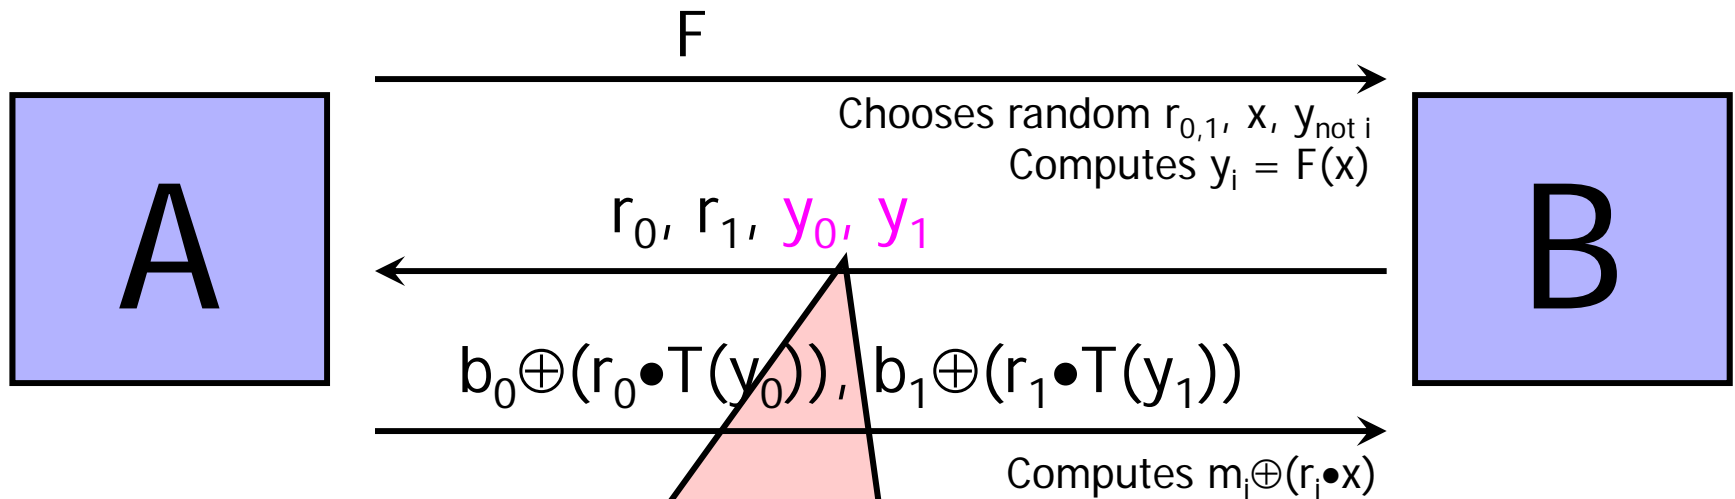 F
A
B
Chooses random r₀,₁, x, y_not i
Computes yᵢ = F(x)
r₀, r₁, y₀, y₁
b₀⊕(r₀•T(y₀)), b₁⊕(r₁•T(y₁))
Computes mᵢ⊕(rᵢ•x)